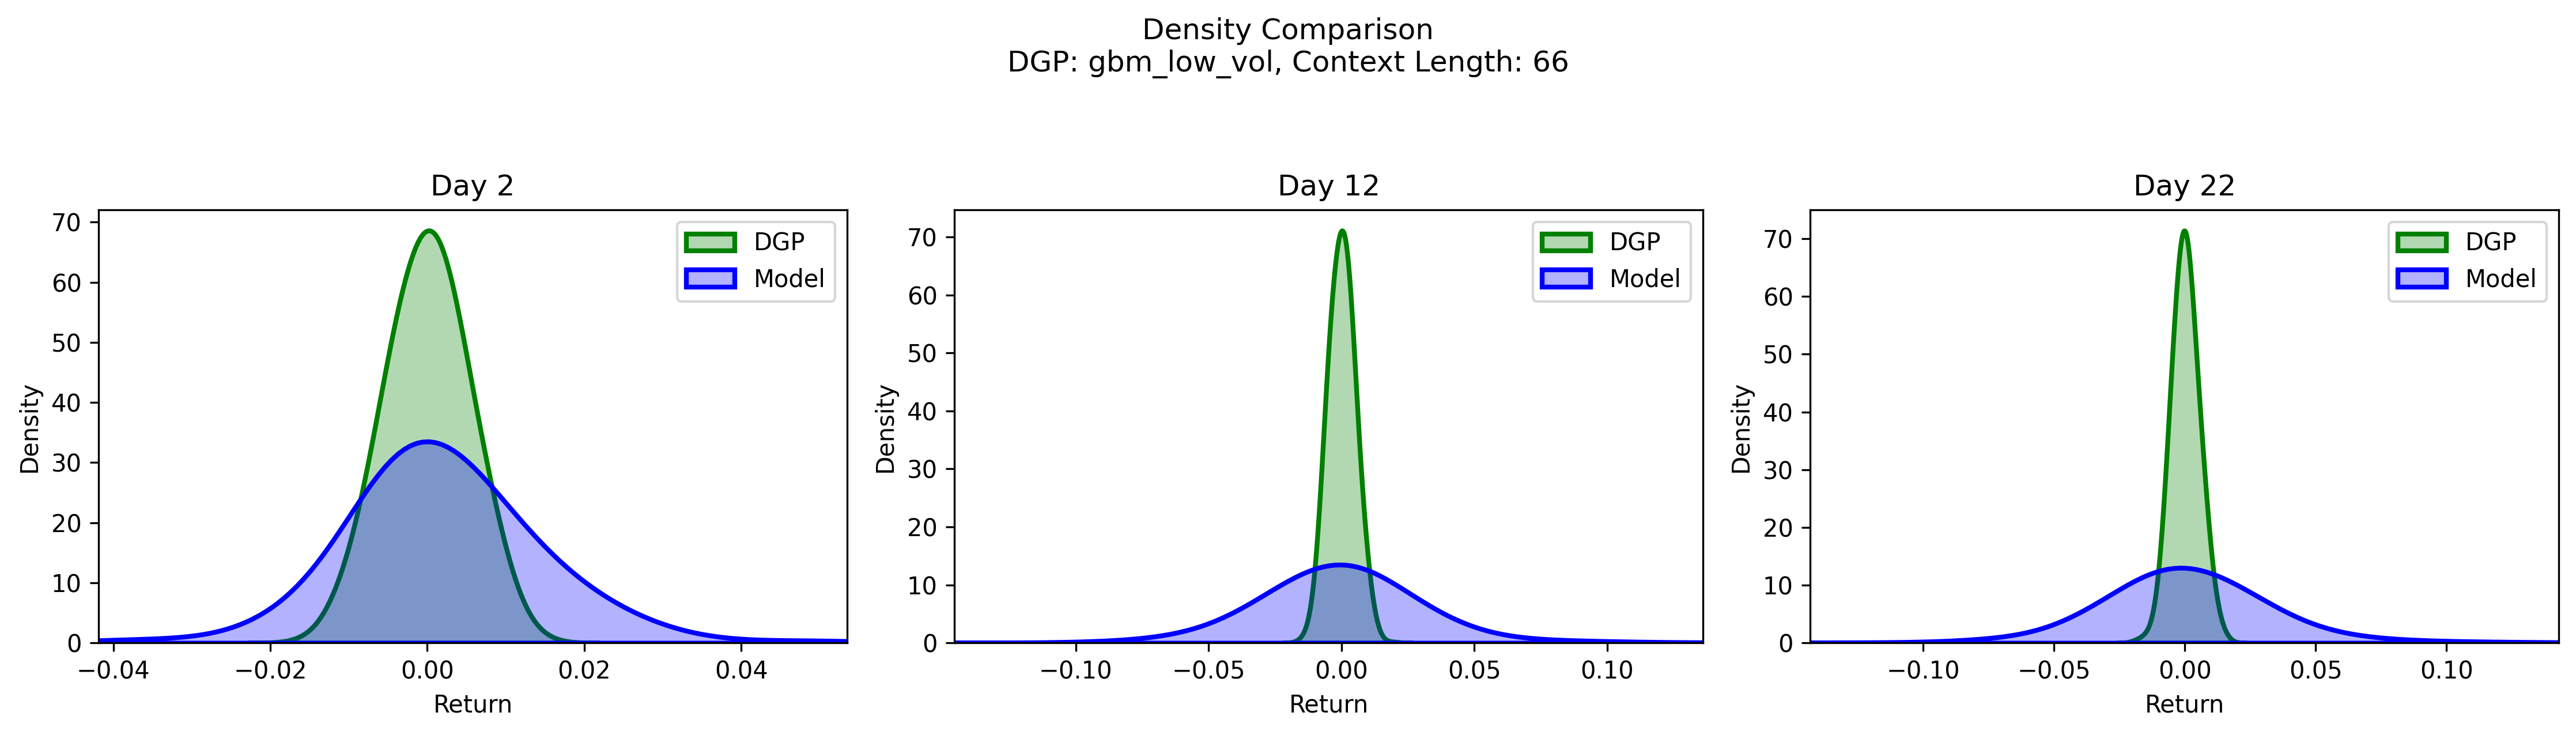 Density Comparison
DGP: gbm_low_vol, Context Length: 66
Day 2
70
60
50
40
30
20
10
0
Density
−0.04
−0.02
0.00
0.02
0.04
Return
DGP
Model
Day 12
70
60
50
40
30
20
10
0
Density
−0.10
−0.05
0.00
0.05
0.10
Return
DGP
Model
Day 22
70
60
50
40
30
20
10
0
Density
−0.10
−0.05
0.00
0.05
0.10
Return
DGP
Model